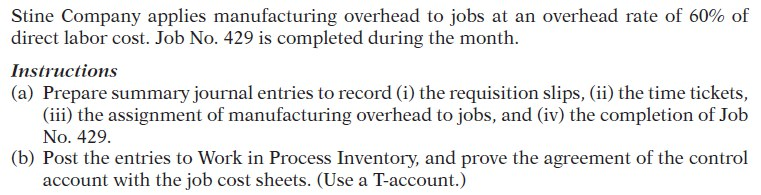 Stine Company applies manufacturing overhead to jobs at an overhead rate of 60% of
direct labor cost. Job No. 429 is completed during the month.
Instructions
(a) Prepare summary journal entries to record (i) the requisition slips, (ii) the time tickets,
(iii) the assignment of manufacturing overhead to jobs, and (iv) the completion of Job
No. 429.
(b) Post the entries to Work in Process Inventory, and prove the agreement of the control
account with the job cost sheets. (Use a T-account.)